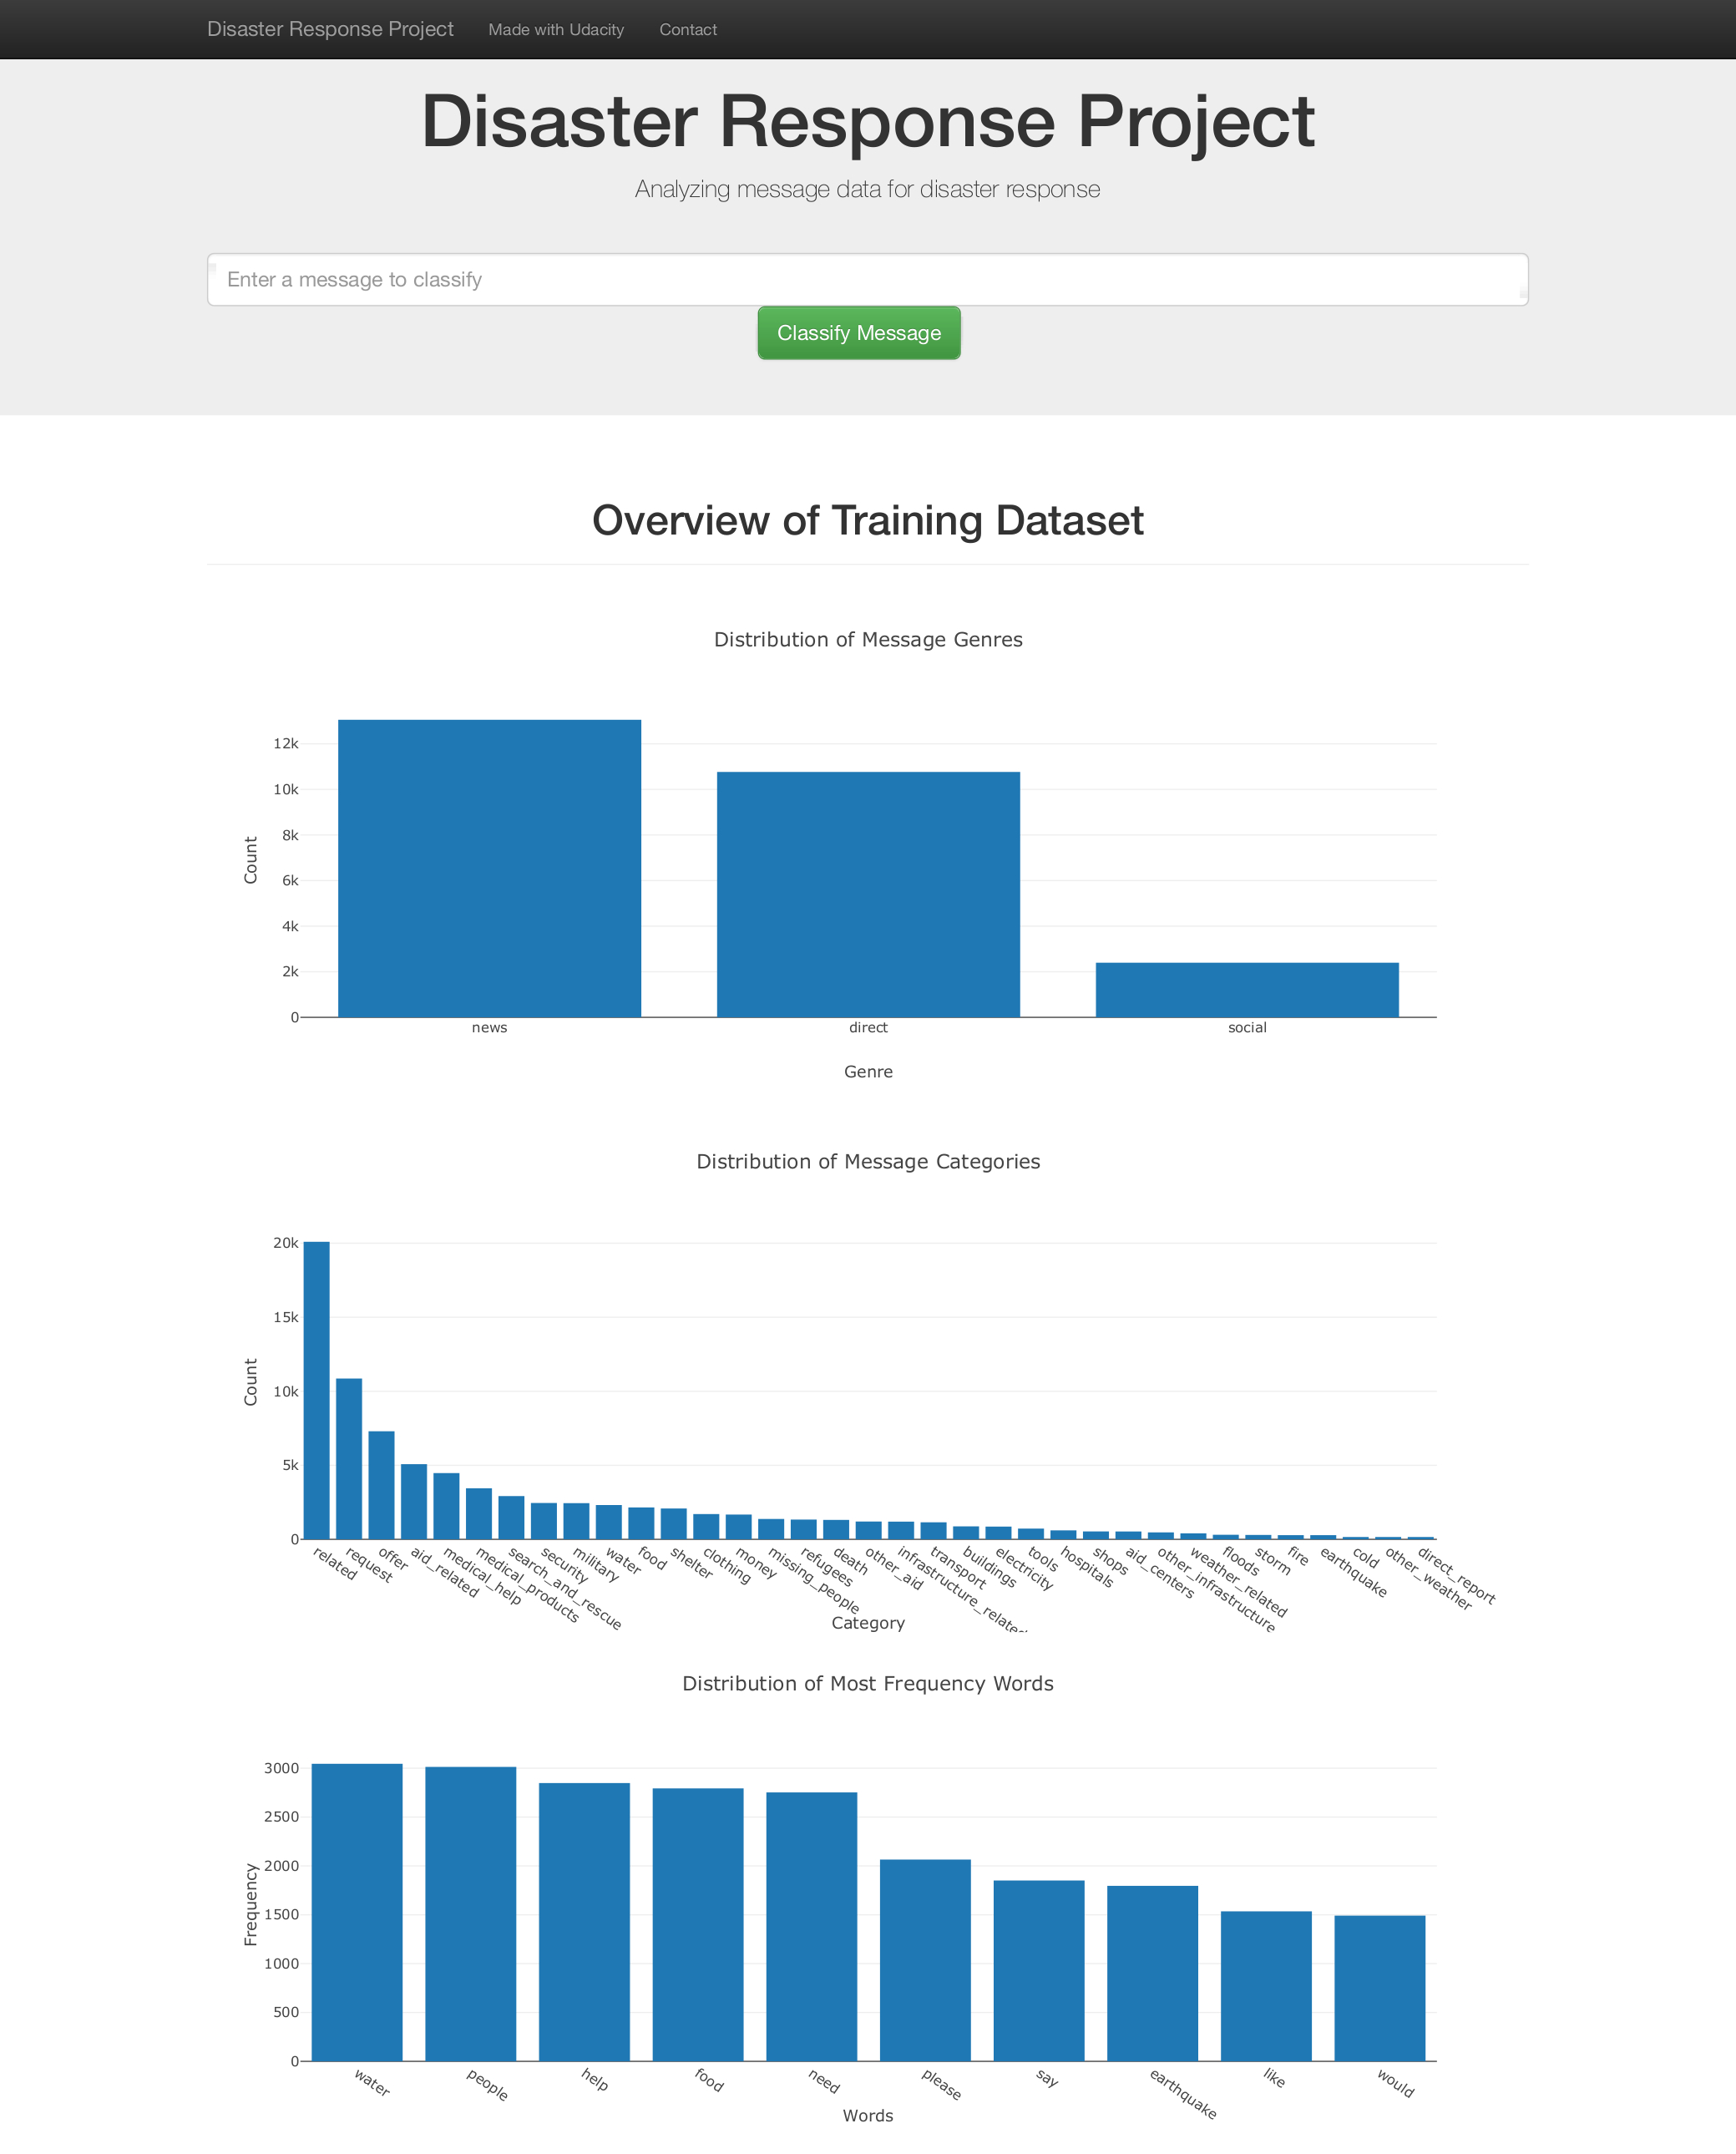 Disaster Response Project Made with Udacity Contact
Disaster Response Project
Analyzing message data for disaster response
Enter a message to classify
Classify Message
Overview of Training Dataset
Distribution of Message Genres
12k
10k
8k
6k
4k
2k
0
Count
news direct social
Genre
Distribution of Message Categories
20k
15k
10k
5k
0
Count
related request offer aid_related medical_help medical_products search_and_rescue security military water food shelter clothing money missing_people refugees death other_aid infrastructure_related transport buildings electricity tools hospitals shops aid_centers other_infrastructure weather_related floods storm fire earthquake cold other_weather direct_report
Category
Distribution of Most Frequency Words
3000
2500
2000
1500
1000
500
0
Frequency
water people help food need please say earthquake like would
Words